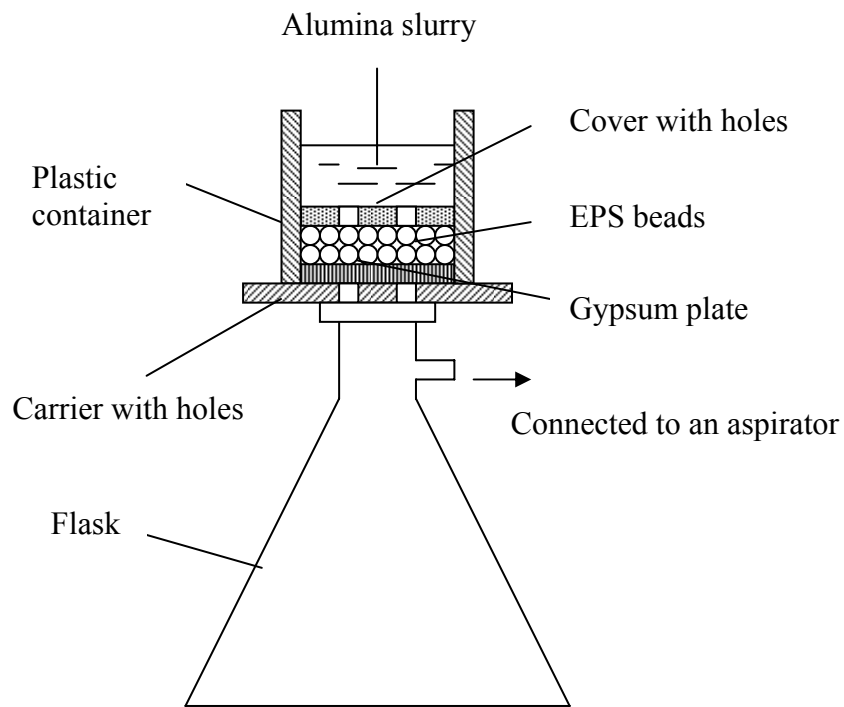 Alumina slurry
Cover with holes
Plastic
container
EPS beads
Gypsum plate
Carrier with holes
Connected to an aspirator
Flask